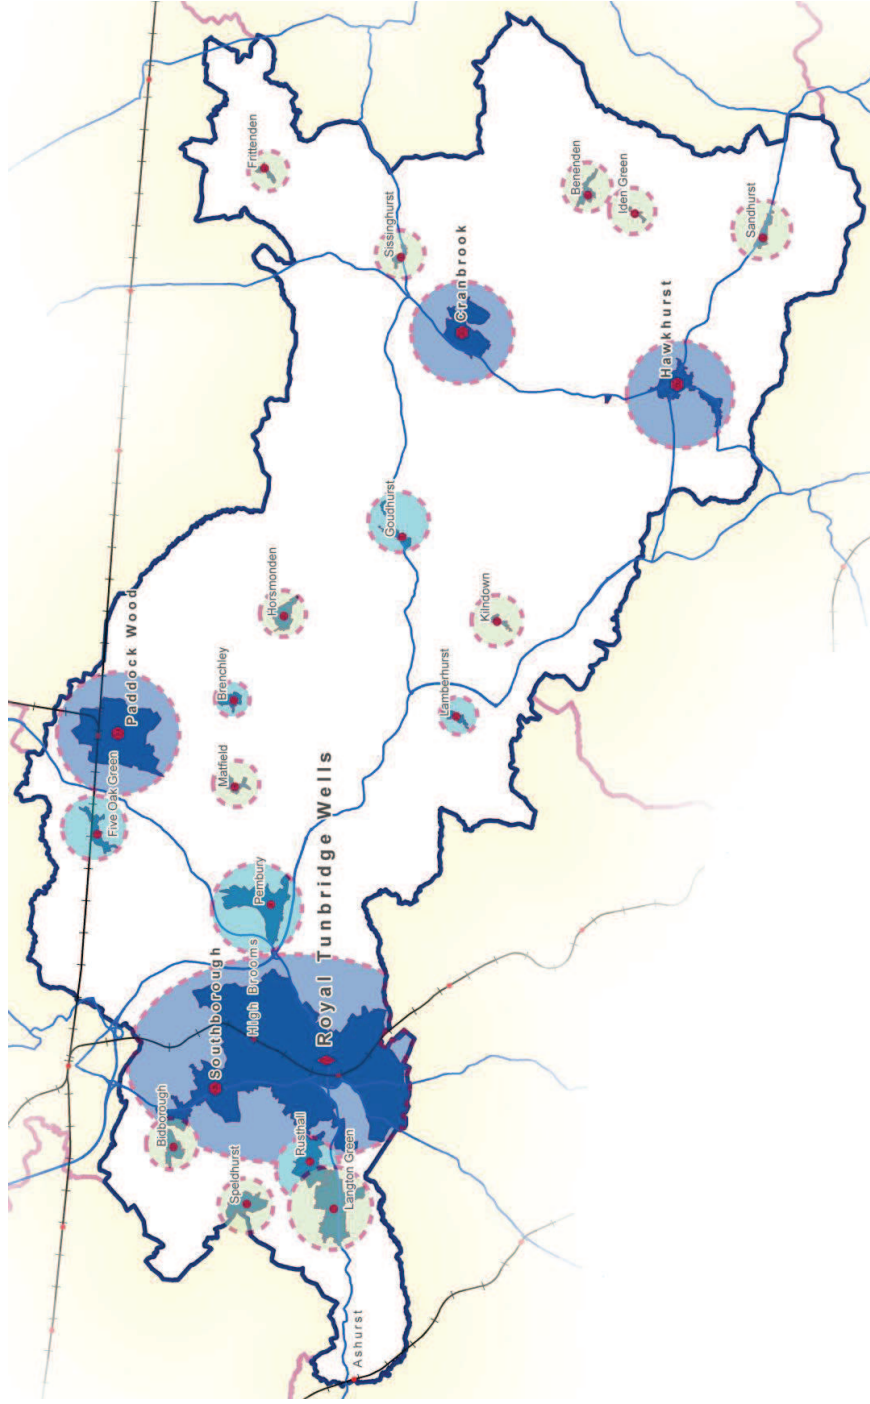 Frittenden
Sissinghurst
Benenden
Iden Green
Sandhurst
Cranbrook
Hawkhurst
Goudhurst
Horsmonden
Kilndown
Paddock Wood
Brenchley
Lamberhurst
Matfield
Five Oak Green
Pembury
Royal Tunbridge Wells
High Brooms
Southborough
Bidborough
Rusthall
Speldhurst
Langton Green
Ashurst